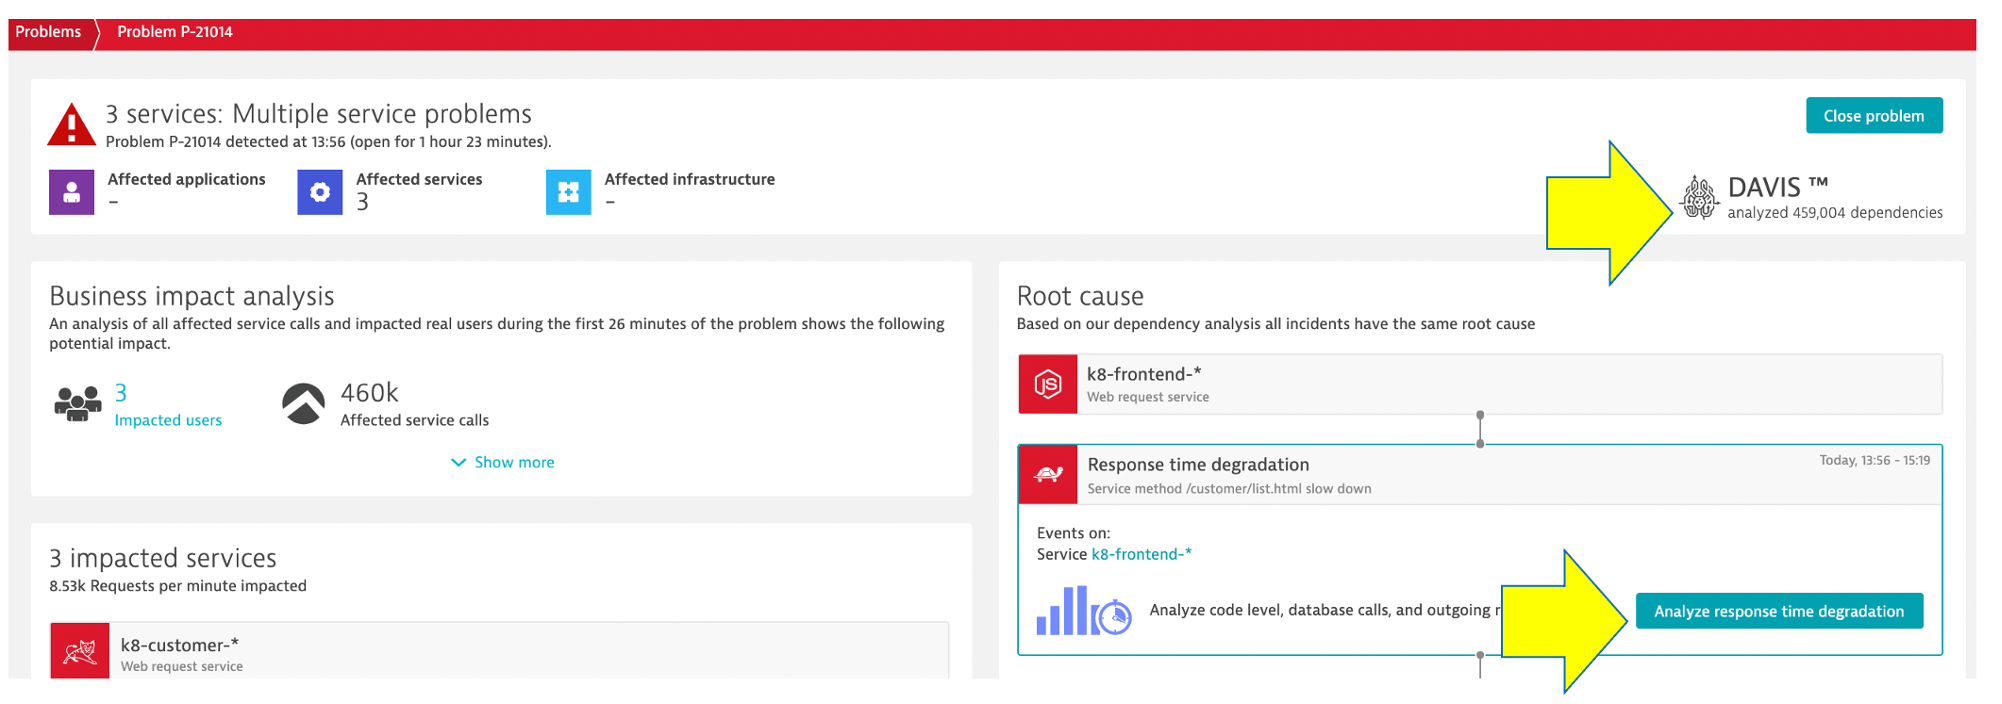 Problems
Problem P-21014
3 services: Multiple service problems
Problem P-21014 detected at 13:56 (open for 1 hour 23 minutes).
Close problem
Affected applications
–
Affected services
3
Affected infrastructure
–
DAVIS ™
analyzed 459,004 dependencies
Business impact analysis
An analysis of all affected service calls and impacted real users during the first 26 minutes of the problem shows the following
potential impact.
3
Impacted users
460k
Affected service calls
Show more
3 impacted services
8.53k Requests per minute impacted
k8-customer-*
Web request service
Root cause
Based on our dependency analysis all incidents have the same root cause
JS
k8-frontend-*
Web request service
Response time degradation
Today, 13:56 - 15:19
Service method /customer/list.html slow down
Events on:
Service k8-frontend-*
Analyze code level, database calls, and outgoing
Analyze response time degradation